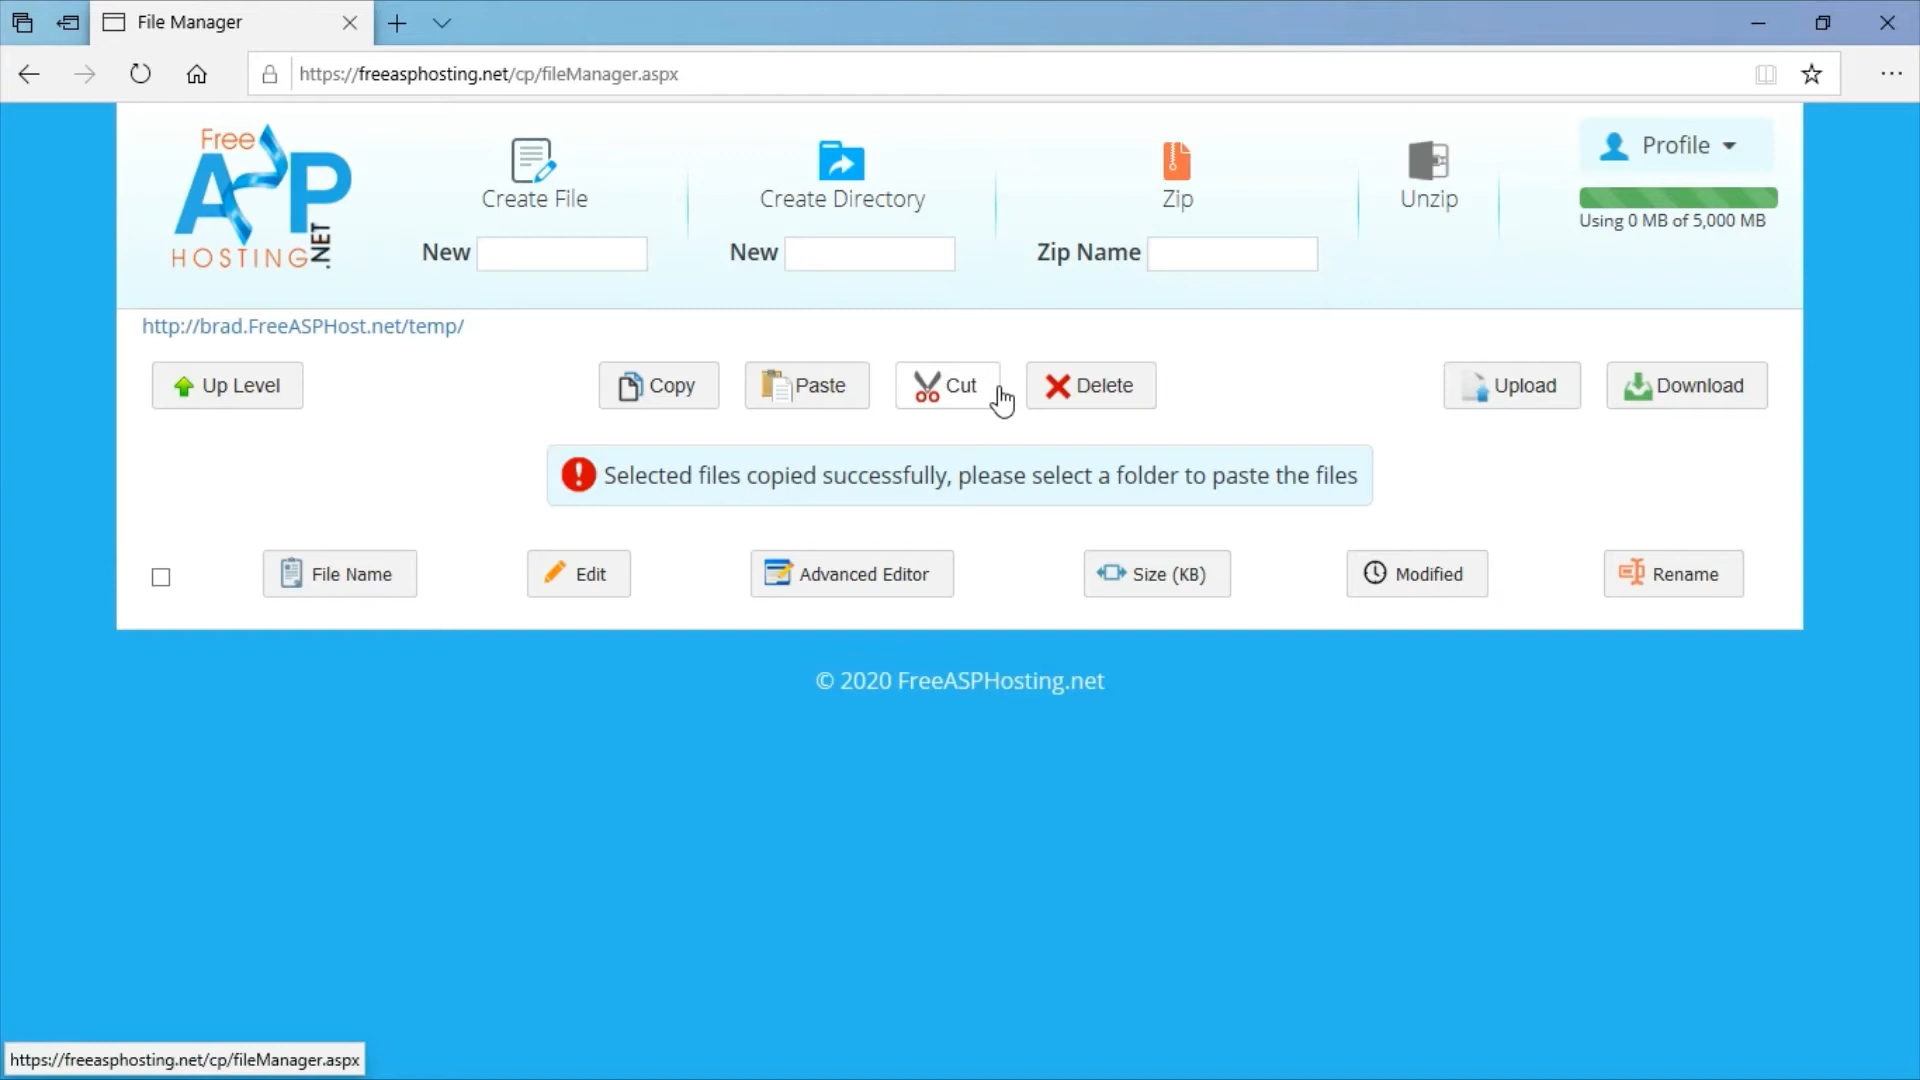 File Manager
https://freeasphosting.net/cp/fileManager.aspx
Free
ASP
HOSTING.NET
Create File
Create Directory
Zip
Unzip
Profile
Using 0 MB of 5,000 MB
New
New
Zip Name
http://brad.FreeASPHost.net/temp/
Up Level
Copy
Paste
Cut
Delete
Upload
Download
Selected files copied successfully, please select a folder to paste the files
File Name
Edit
Advanced Editor
Size (KB)
Modified
Rename
© 2020 FreeASPHosting.net
https://freeasphosting.net/cp/fileManager.aspx